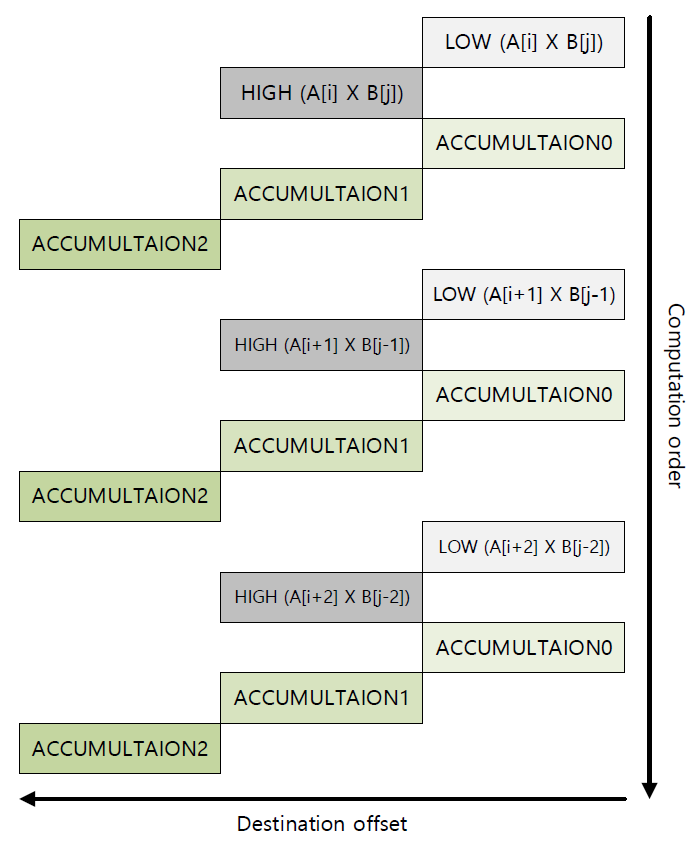 LOW (A[i] X B[j])
HIGH (A[i] X B[j])
ACCUMULTAION0
ACCUMULTAION1
ACCUMULTAION2
LOW (A[i+1] X B[j-1)
HIGH (A[i+1] X B[j-1])
ACCUMULTAION0
ACCUMULTAION1
ACCUMULTAION2
LOW (A[i+2] X B[j-2])
HIGH (A[i+2] X B[j-2])
ACCUMULTAION0
ACCUMULTAION1
ACCUMULTAION2
Computation order
Destination offset